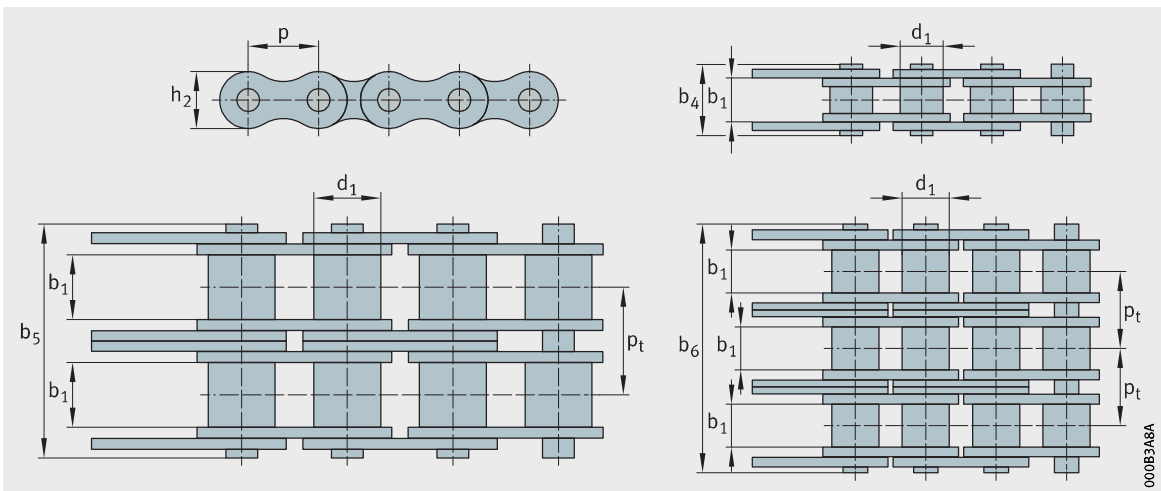 p
h₂
d₁
b₄
b₁
d₁
b₁
b₅
b₁
pₜ
d₁
b₁
b₆
b₁
b₁
pₜ
pₜ
000B3A8A